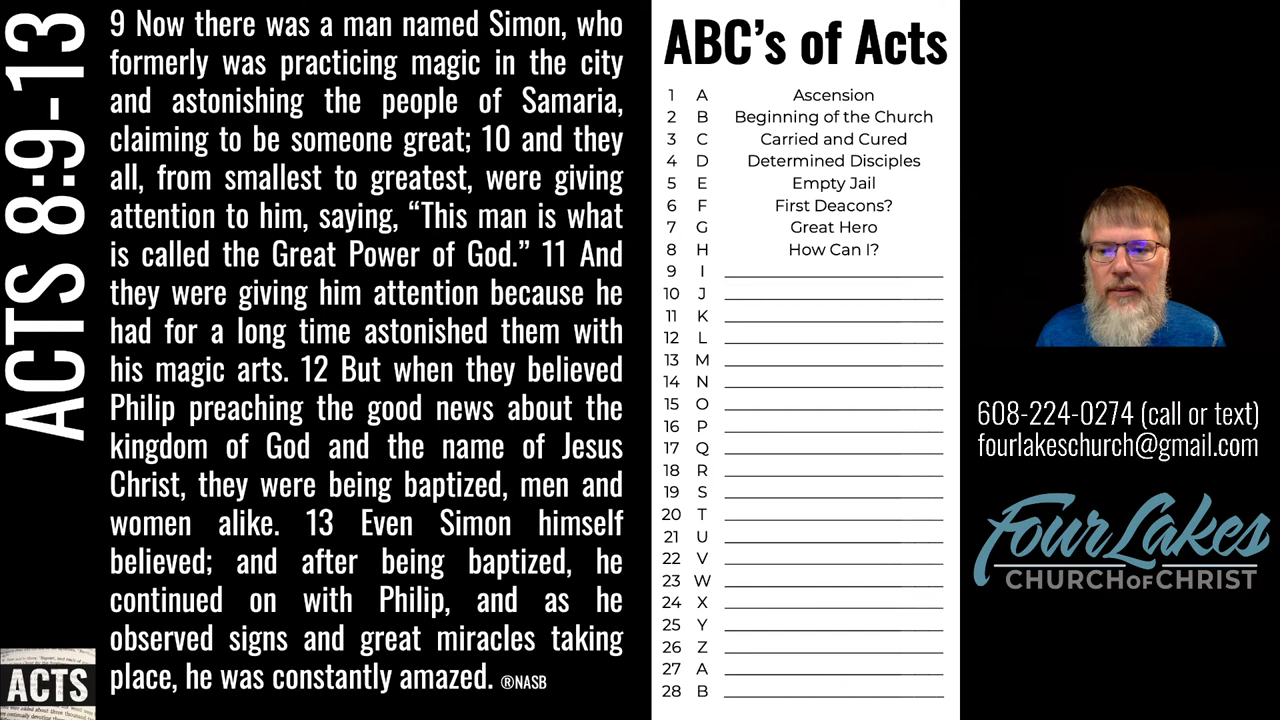 ACTS 8:9-13
9 Now there was a man named Simon, who
formerly was practicing magic in the city
and astonishing the people of Samaria,
claiming to be someone great; 10 and they
all, from smallest to greatest, were giving
attention to him, saying, “This man is what
is called the Great Power of God.” 11 And
they were giving him attention because he
had for a long time astonished them with
his magic arts. 12 But when they believed
Philip preaching the good news about the
kingdom of God and the name of Jesus
Christ, they were being baptized, men and
women alike. 13 Even Simon himself
believed; and after being baptized, he
continued on with Philip, and as he
observed signs and great miracles taking
place, he was constantly amazed. ®NASB
ACTS
ABC’s of Acts
1 A Ascension
2 B Beginning of the Church
3 C Carried and Cured
4 D Determined Disciples
5 E Empty Jail
6 F First Deacons?
7 G Great Hero
8 H How Can I?
9 I
10 J
11 K
12 L
13 M
14 N
15 O
16 P
17 Q
18 R
19 S
20 T
21 U
22 V
23 W
24 X
25 Y
26 Z
27 A
28 B
608-224-0274 (call or text)
fourlakeschurch@gmail.com
Four Lakes
CHURCH OF CHRIST